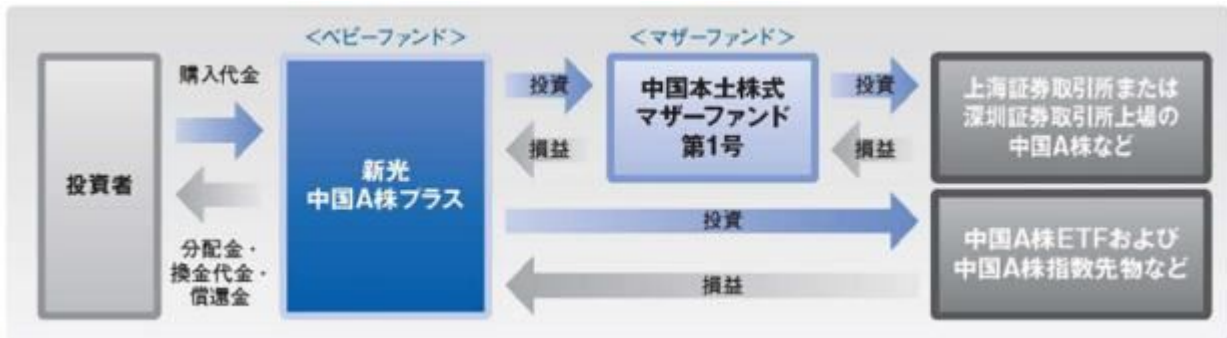 <ベビーファンド>
<マザーファンド>
投資者
購入代金
分配金・
換金代金・
償還金
新光
中国A株プラス
投資
損益
中国本土株式
マザーファンド
第1号
投資
損益
上海証券取引所または
深圳証券取引所上場の
中国A株など
投資
損益
中国A株ETFおよび
中国A株指数先物など